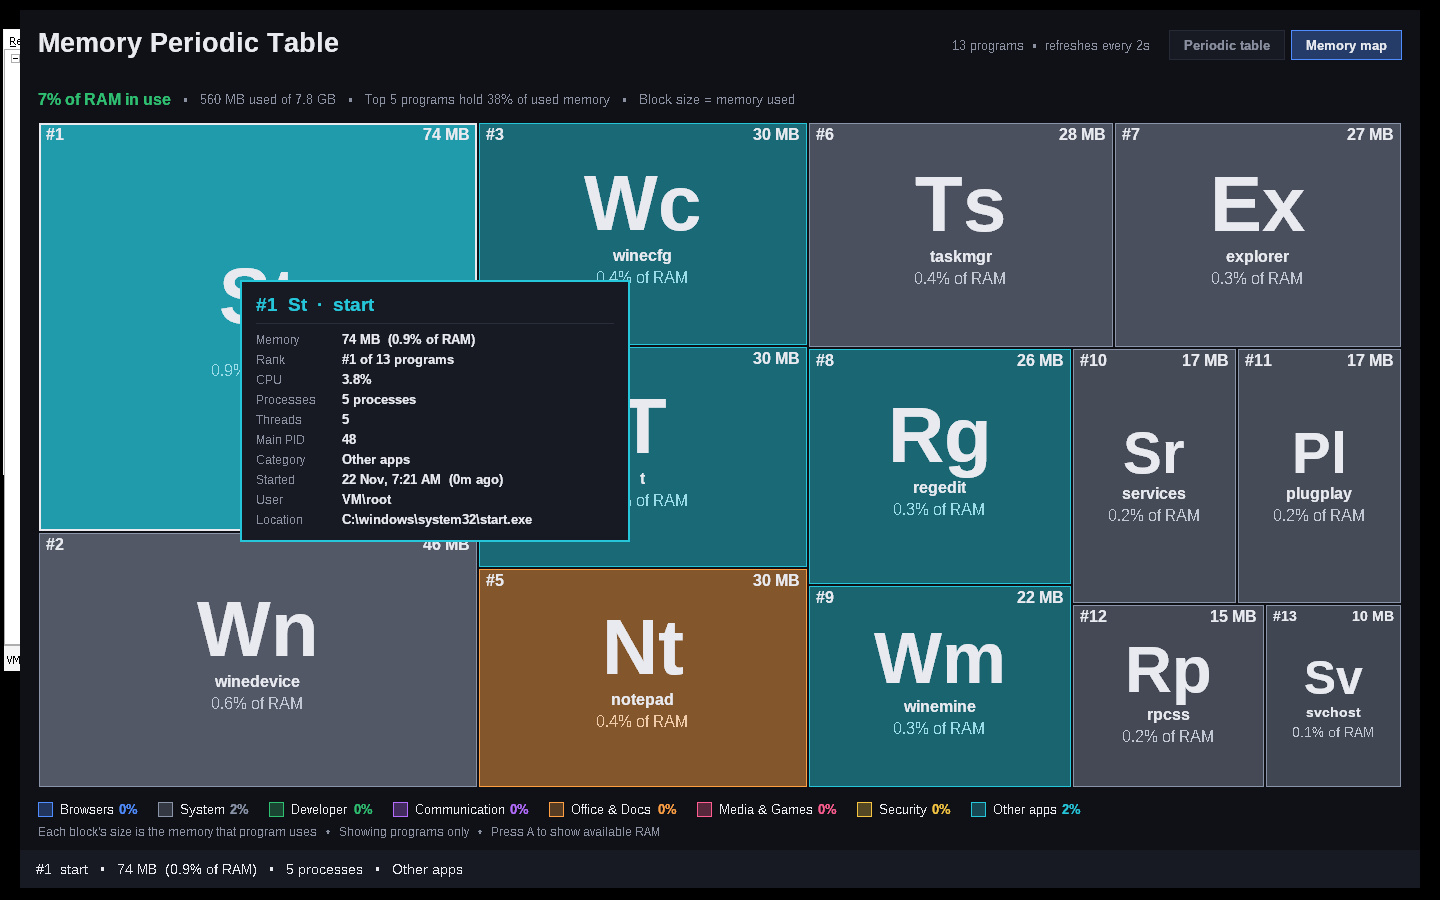 Memory Periodic Table
13 programs • refreshes every 2s
Periodic table
Memory map
7% of RAM in use • 560 MB used of 7.8 GB • Top 5 programs hold 38% of used memory • Block size = memory used
#1 74 MB
0.9%
#2 46 MB
Wn
winedevice
0.6% of RAM
#3 30 MB
Wc
winecfg
0.4% of RAM
30 MB
T
t
of RAM
#5 30 MB
Nt
notepad
0.4% of RAM
#6 28 MB
Ts
taskmgr
0.4% of RAM
#7 27 MB
Ex
explorer
0.3% of RAM
#8 26 MB
Rg
regedit
0.3% of RAM
#9 22 MB
Wm
winemine
0.3% of RAM
#10 17 MB
Sr
services
0.2% of RAM
#11 17 MB
Pl
plugplay
0.2% of RAM
#12 15 MB
Rp
rpcss
0.2% of RAM
#13 10 MB
Sv
svchost
0.1% of RAM
#1 St · start
Memory 74 MB (0.9% of RAM)
Rank #1 of 13 programs
CPU 3.8%
Processes 5 processes
Threads 5
Main PID 48
Category Other apps
Started 22 Nov, 7:21 AM (0m ago)
User VM\root
Location C:\windows\system32\start.exe
Browsers 0% System 2% Developer 0% Communication 0% Office & Docs 0% Media & Games 0% Security 0% Other apps 2%
Each block's size is the memory that program uses • Showing programs only • Press A to show available RAM
#1 start • 74 MB (0.9% of RAM) • 5 processes • Other apps
VM